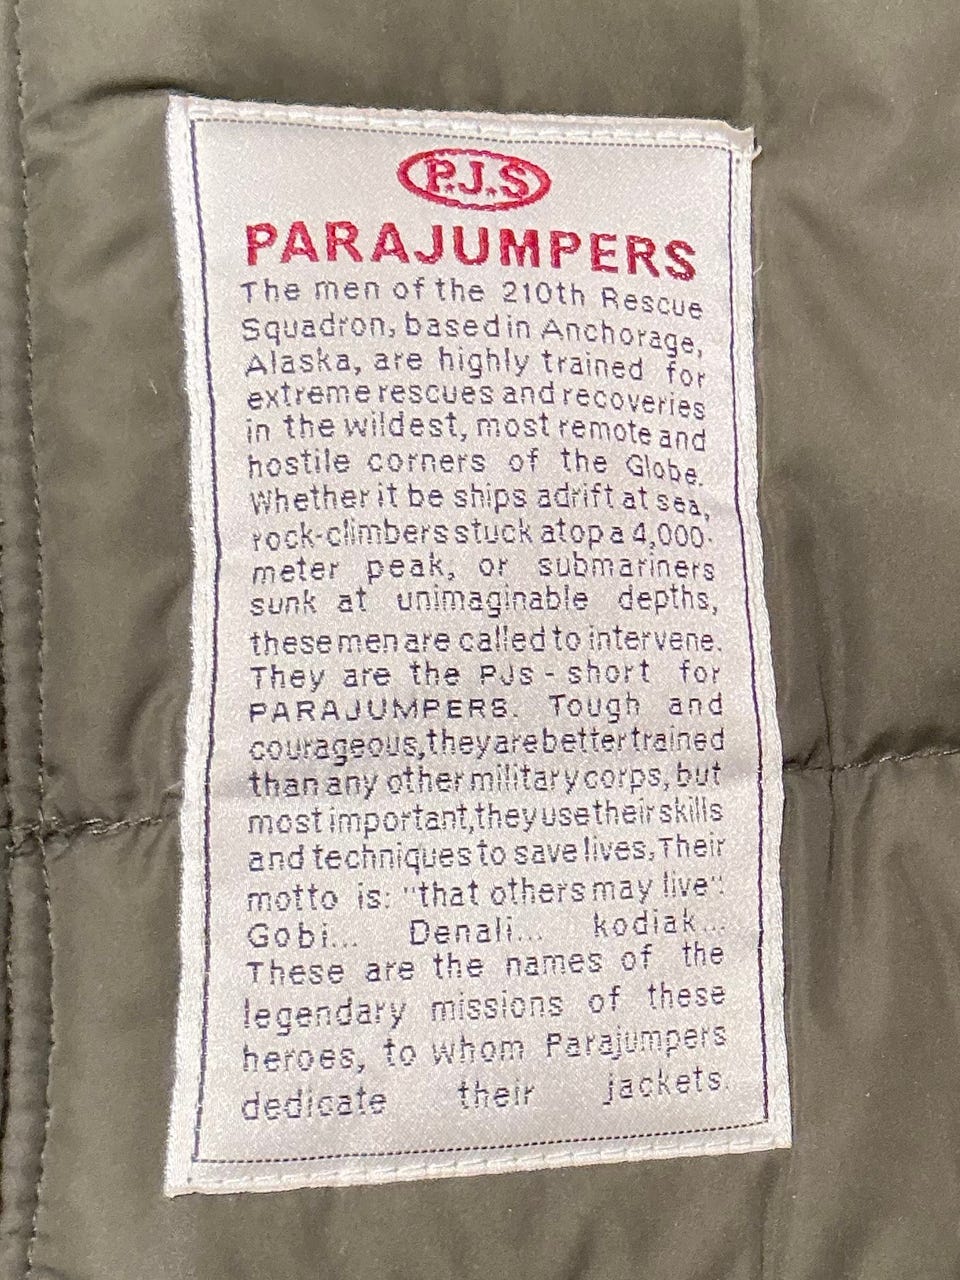 P.J.S
PARAJUMPERS
The men of the 210th Rescue
Squadron, based in Anchorage,
Alaska, are highly trained for
extreme rescues and recoveries
in the wildest, most remote and
hostile corners of the Globe.
Whether it be ships adrift at sea,
rock-climbers stuck atop a 4,000-
meter peak, or submariners
sunk at unimaginable depths,
these men are called to intervene.
They are the PJs - short for
PARAJUMPERS. Tough and
courageous, they are better trained
than any other military corps, but
most important, they use their skills
and techniques to save lives, Their
motto is: "that others may live":
Gobi... Denali... kodiak...
These are the names of the
legendary missions of these
heroes, to whom Parajumpers
dedicate their jackets.